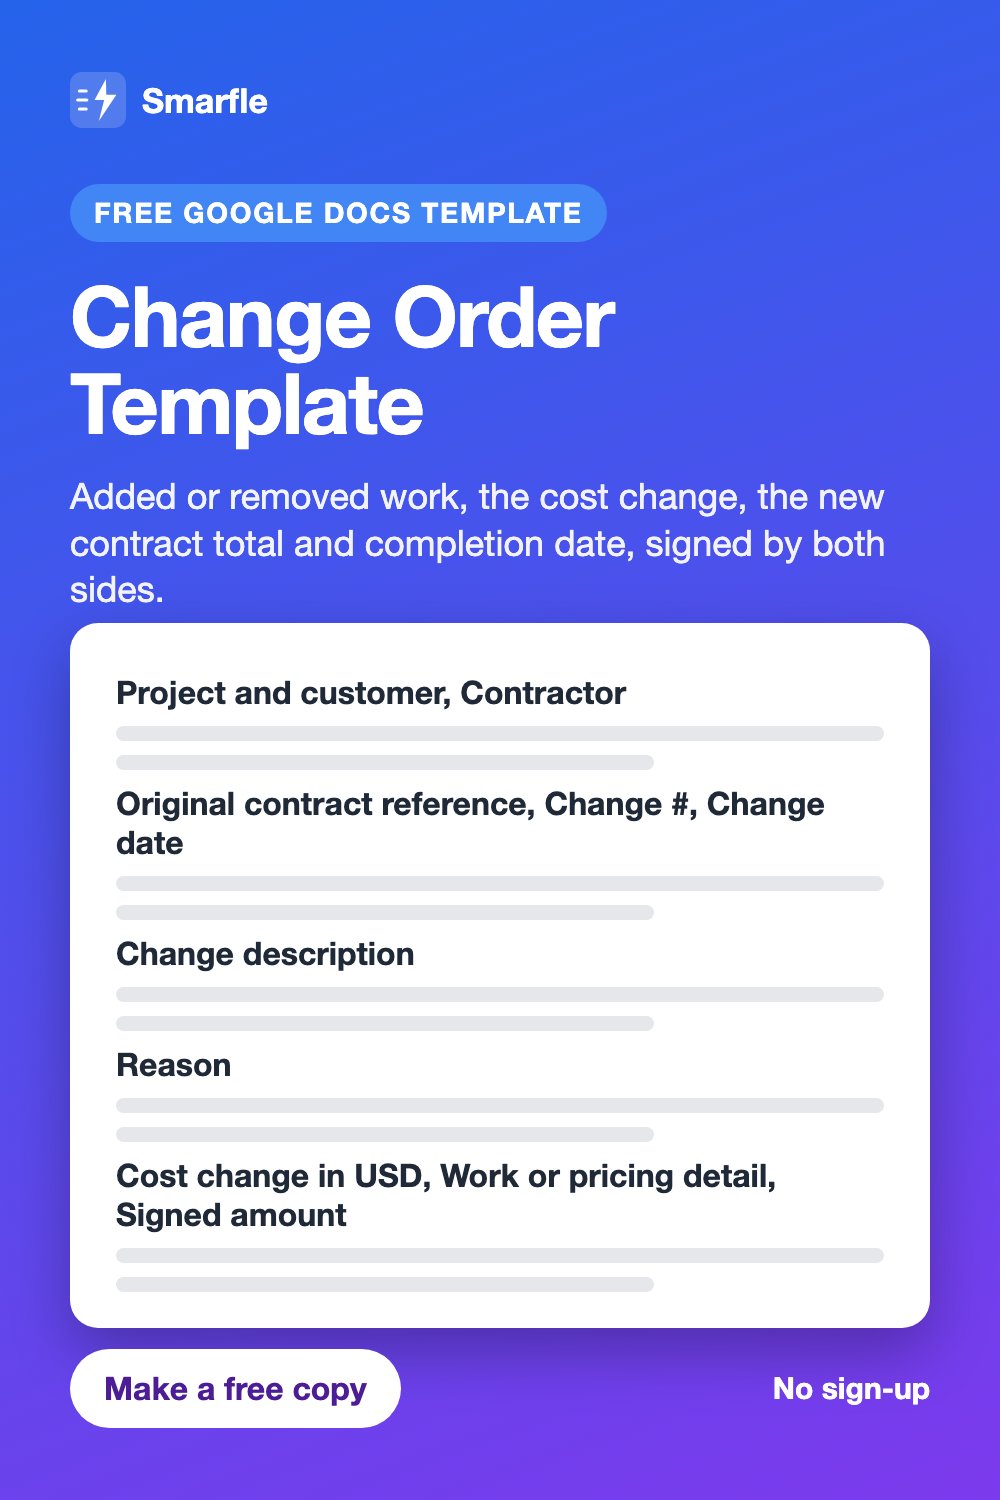 Smarfle
FREE GOOGLE DOCS TEMPLATE
Change Order
Template
Added or removed work, the cost change, the new
contract total and completion date, signed by both
sides.
Project and customer, Contractor
Original contract reference, Change #, Change
date
Change description
Reason
Cost change in USD, Work or pricing detail,
Signed amount
Make a free copy
No sign-up